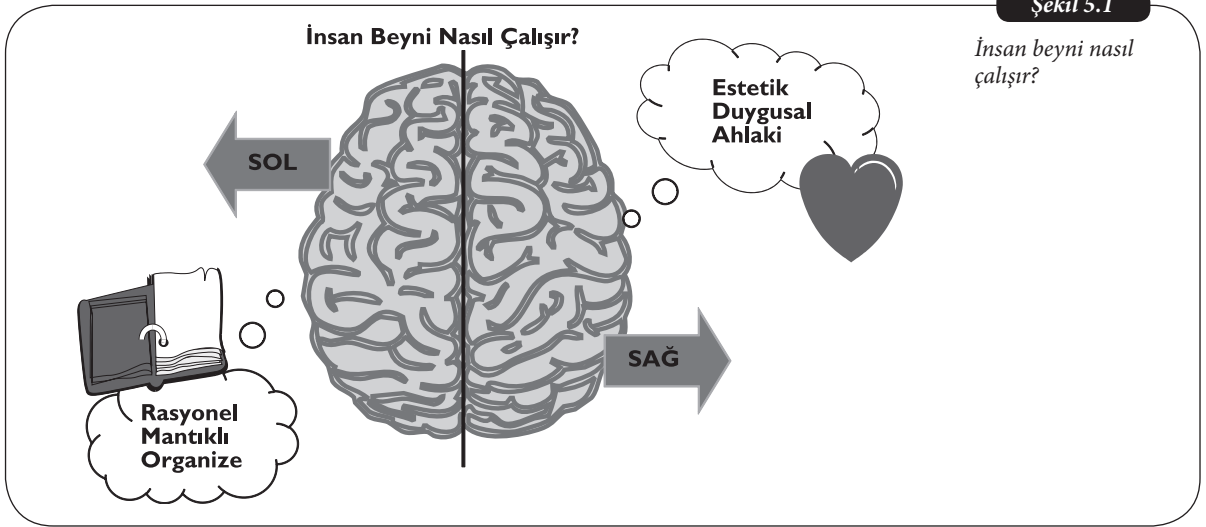 Şekil 5.1
İnsan beyni nasıl
çalışır?
İnsan Beyni Nasıl Çalışır?
SOL
Estetik
Duygusal
Ahlaki
SAĞ
Rasyonel
Mantıklı
Organize